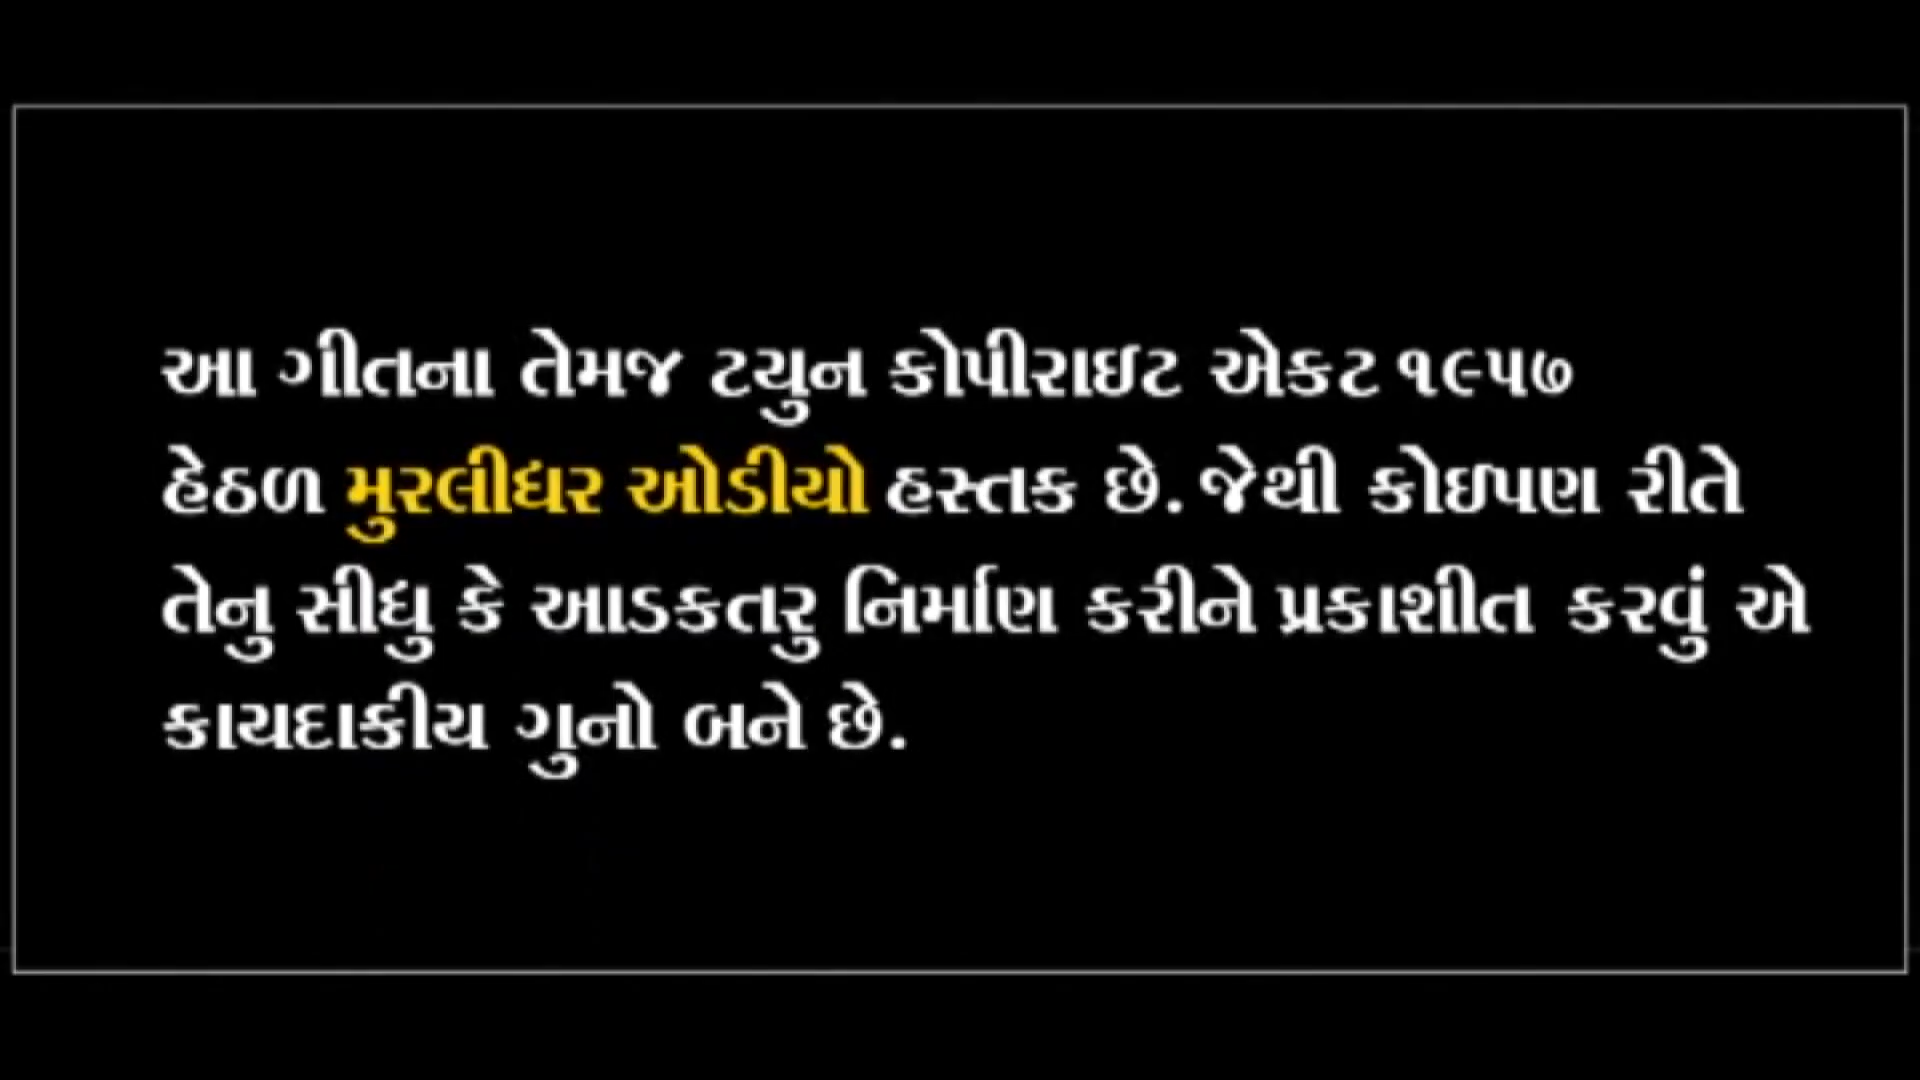 આ ગીતના તેમજ ટયુન કોપીરાઇટ એકટ ૧૯૫૭
હેઠળ મુરલીધર ઓડીયો હસ્તક છે. જેથી કોઇપણ રીતે
તેનુ સીધુ કે આડકતરુ નિર્માણ કરીને પ્રકાશીત કરવું એ
કાયદાકીય ગુનો બને છે.